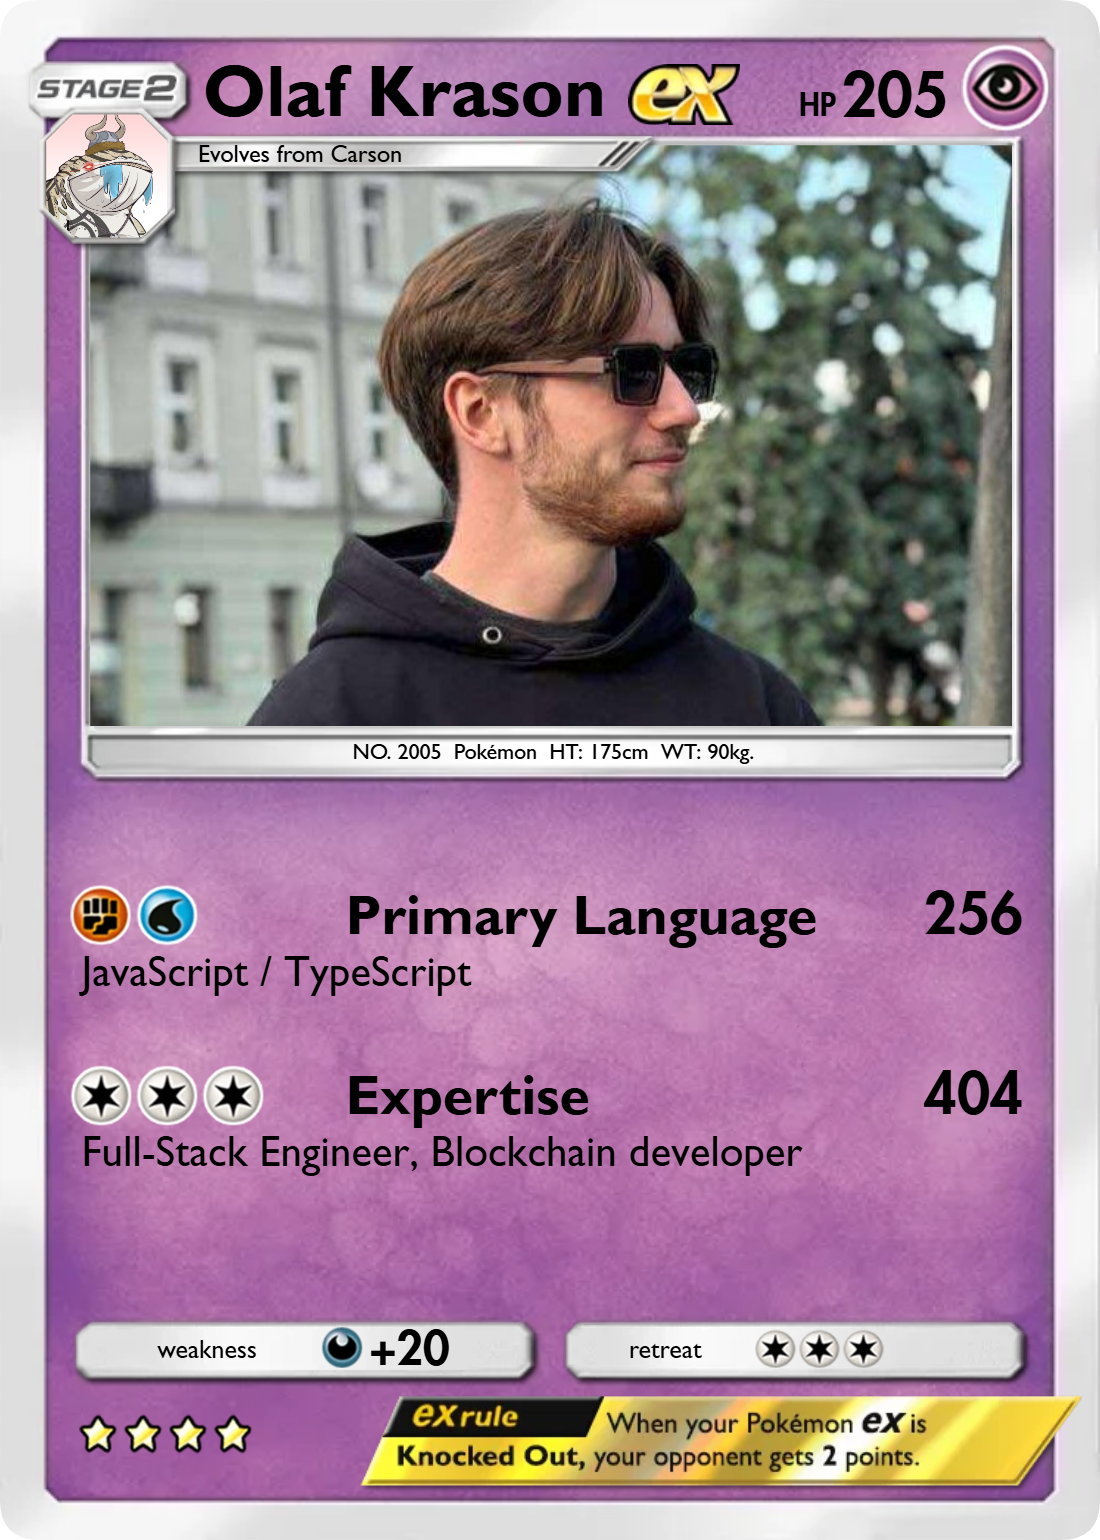 STAGE2 Olaf Krason ex HP 205
Evolves from Carson
NO. 2005 Pokémon HT: 175cm WT: 90kg.
Primary Language 256
JavaScript / TypeScript
Expertise 404
Full-Stack Engineer, Blockchain developer
weakness +20 retreat
ex rule When your Pokémon ex is
Knocked Out, your opponent gets 2 points.